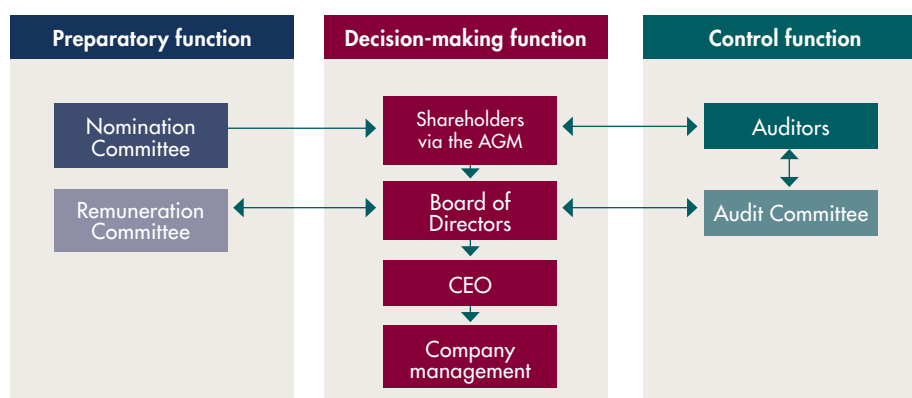 Preparatory function
Nomination
Committee
Remuneration
Committee
Decision-making function
Shareholders
via the AGM
Board of
Directors
CEO
Company
management
Control function
Auditors
Audit Committee